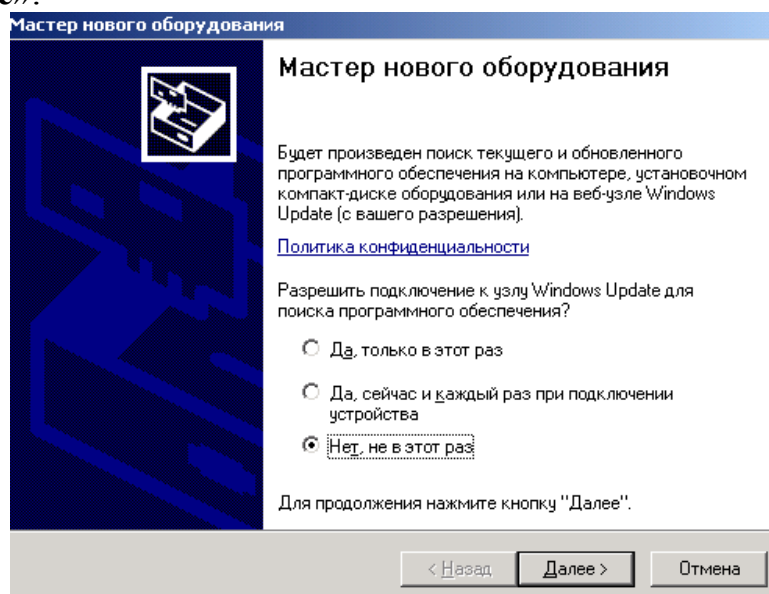 Мастер нового оборудования
Мастер нового оборудования
Будет произведен поиск текущего и обновленного
программного обеспечения на компьютере, установочном
компакт-диске оборудования или на веб-узле Windows
Update (с вашего разрешения).
Политика конфиденциальности
Разрешить подключение к узлу Windows Update для
поиска программного обеспечения?
Да, только в этот раз
Да, сейчас и каждый раз при подключении
устройства
Нет, не в этот раз
Для продолжения нажмите кнопку "Далее".
< Назад Далее > Отмена